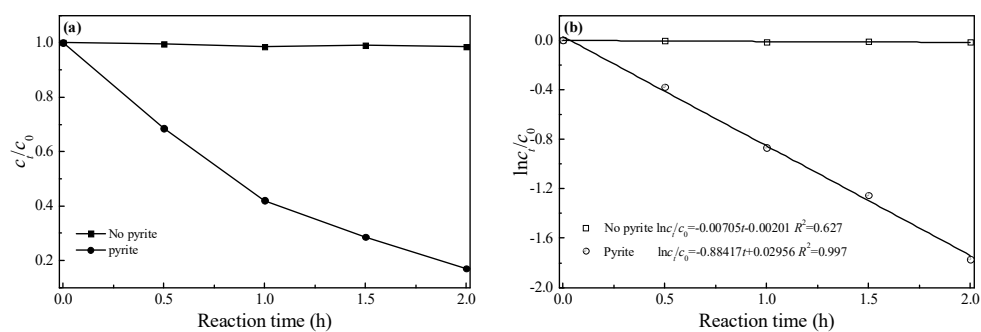 (a)
1.0
0.8
0.6
0.4
0.2
c_t/c_0
No pyrite
pyrite
0.0 0.5 1.0 1.5 2.0
Reaction time (h)
(b)
0.0
-0.4
-0.8
-1.2
-1.6
-2.0
lnc_t/c_0
No pyrite lnc_t/c_0=-0.00705t-0.00201 R^2=0.627
Pyrite lnc_t/c_0=-0.88417t+0.02956 R^2=0.997
0.0 0.5 1.0 1.5 2.0
Reaction time (h)